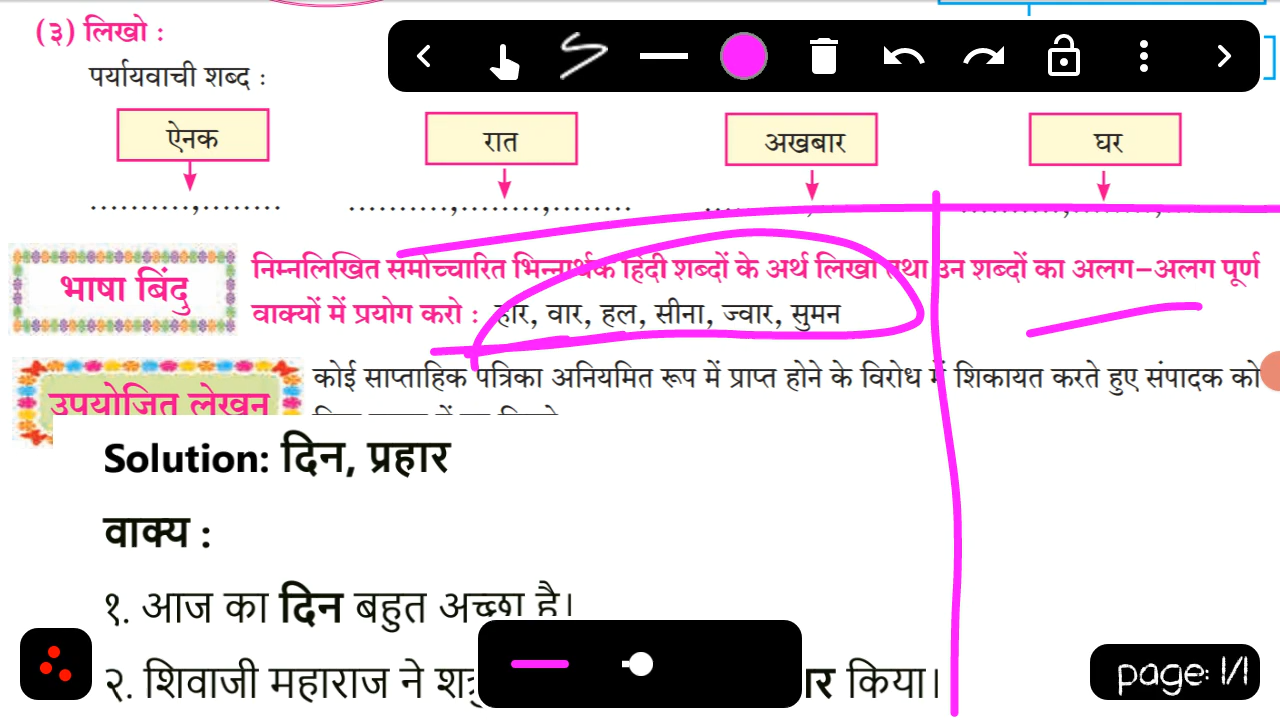 (३) लिखो :
पर्यायवाची शब्द :
ऐनक रात अखबार घर
..........,........ ..........,........,........
भाषा बिंदु
निम्नलिखित समोच्चारित भिन्नार्थक हिंदी शब्दों के अर्थ लिखो तथा उन शब्दों का अलग-अलग पूर्ण
वाक्यों में प्रयोग करो : हार, वार, हल, सीना, ज्वार, सुमन
उपयोजित लेखन
कोई साप्ताहिक पत्रिका अनियमित रूप में प्राप्त होने के विरोध में शिकायत करते हुए संपादक को
Solution: दिन, प्रहार
वाक्य :
१. आज का दिन बहुत अच्छा है।
२. शिवाजी महाराज ने किया।
page: 1/1